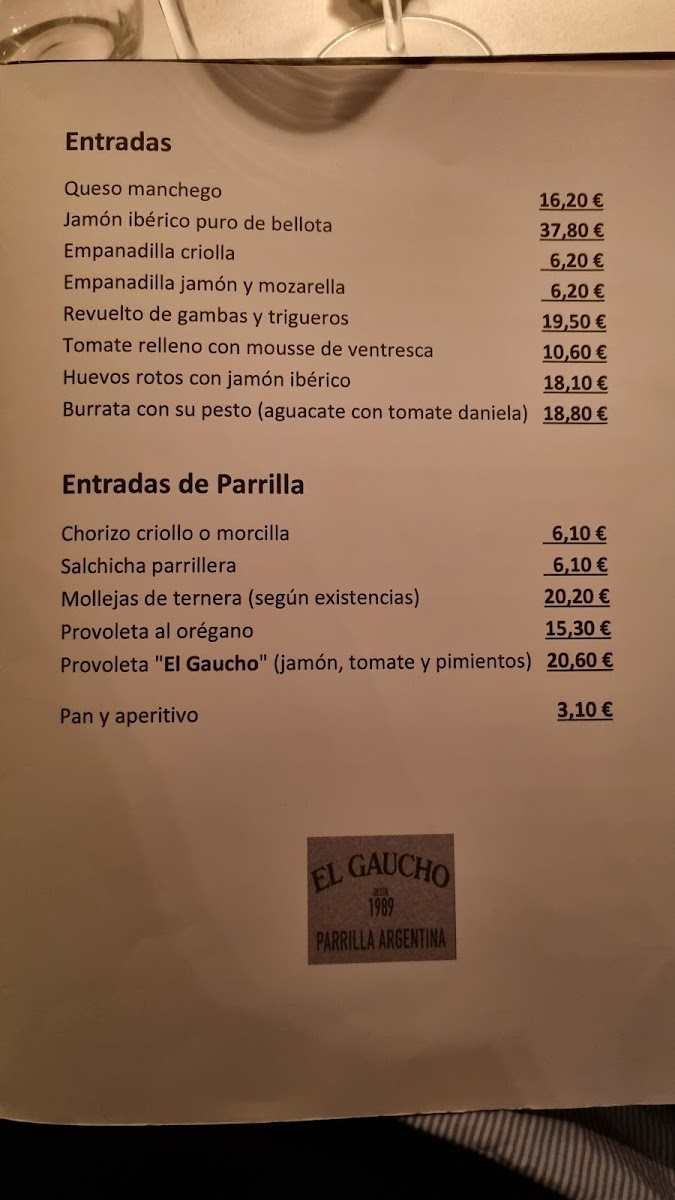 Entradas
Queso manchego 16,20 €
Jamón ibérico puro de bellota 37,80 €
Empanadilla criolla 6,20 €
Empanadilla jamón y mozarella 6,20 €
Revuelto de gambas y trigueros 19,50 €
Tomate relleno con mousse de ventresca 10,60 €
Huevos rotos con jamón ibérico 18,10 €
Burrata con su pesto (aguacate con tomate daniela) 18,80 €
Entradas de Parrilla
Chorizo criollo o morcilla 6,10 €
Salchicha parrillera 6,10 €
Mollejas de ternera (según existencias) 20,20 €
Provoleta al orégano 15,30 €
Provoleta "El Gaucho" (jamón, tomate y pimientos) 20,60 €
Pan y aperitivo 3,10 €
EL GAUCHO
DESDE
1989
PARRILLA ARGENTINA